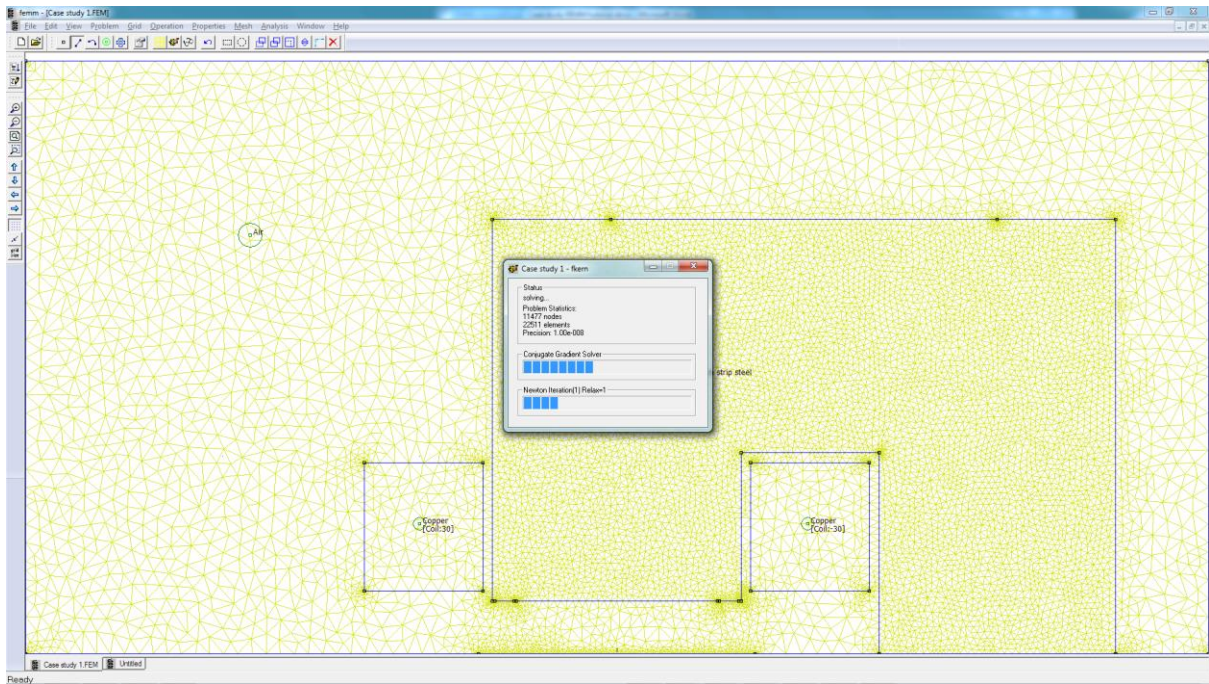 femm - [Case study 1.FEM]
File Edit View Problem Grid Operation Properties Mesh Analysis Window Help
Air
Case study 1 - fkern
Status
solving...
Problem Statistics:
11477 nodes
22511 elements
Precision: 1.00e-008
Conjugate Gradient Solver
strip steel
Newton Iteration(1) Relax=1
Copper
[Coil:30]
Copper
[Coil:-30]
Case study 1.FEM Untitled
Ready